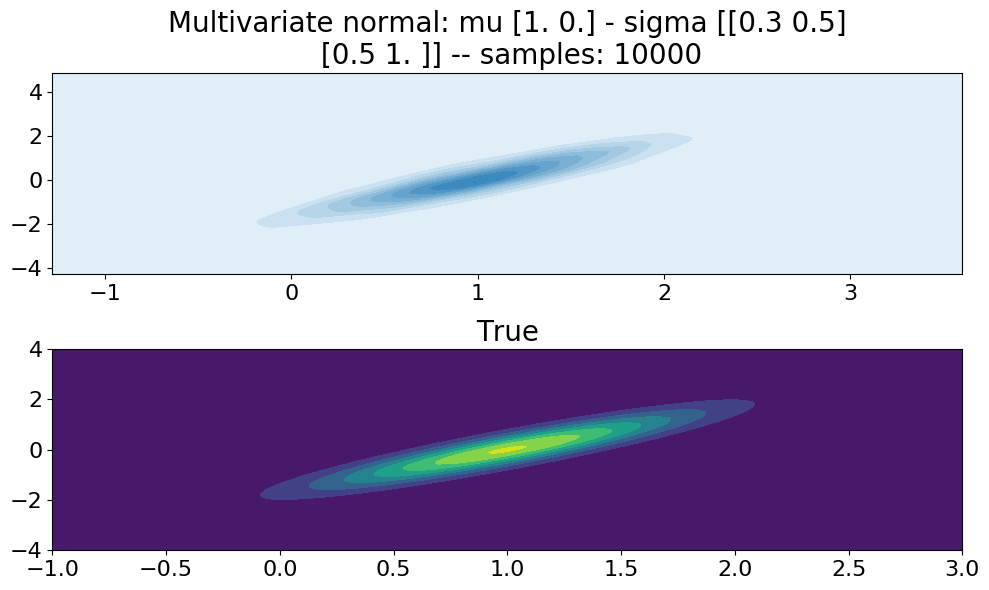 Multivariate normal: mu [1. 0.] - sigma [[0.3 0.5]
[0.5 1. ]] -- samples: 10000
4
2
0
−2
−4
−1 0 1 2 3
True
4
2
0
−2
−4
−1.0 −0.5 0.0 0.5 1.0 1.5 2.0 2.5 3.0